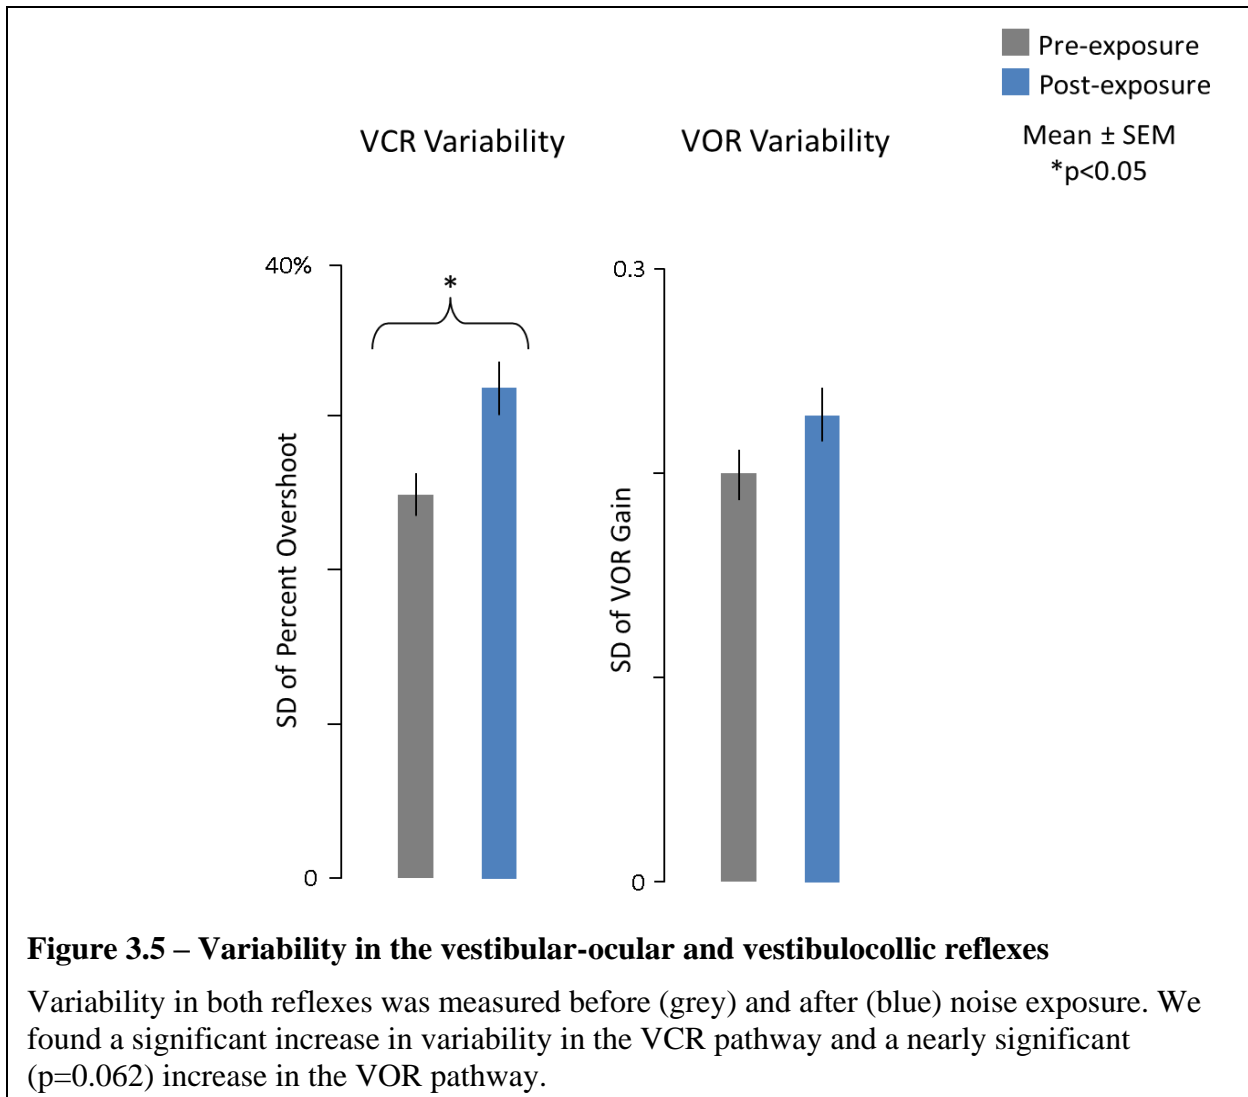 Pre-exposure
Post-exposure
Mean ± SEM
*p<0.05
VCR Variability
VOR Variability
40%
*
SD of Percent Overshoot
0
0.3
SD of VOR Gain
0
Figure 3.5 – Variability in the vestibular-ocular and vestibulocollic reflexes
Variability in both reflexes was measured before (grey) and after (blue) noise exposure. We
found a significant increase in variability in the VCR pathway and a nearly significant
(p=0.062) increase in the VOR pathway.